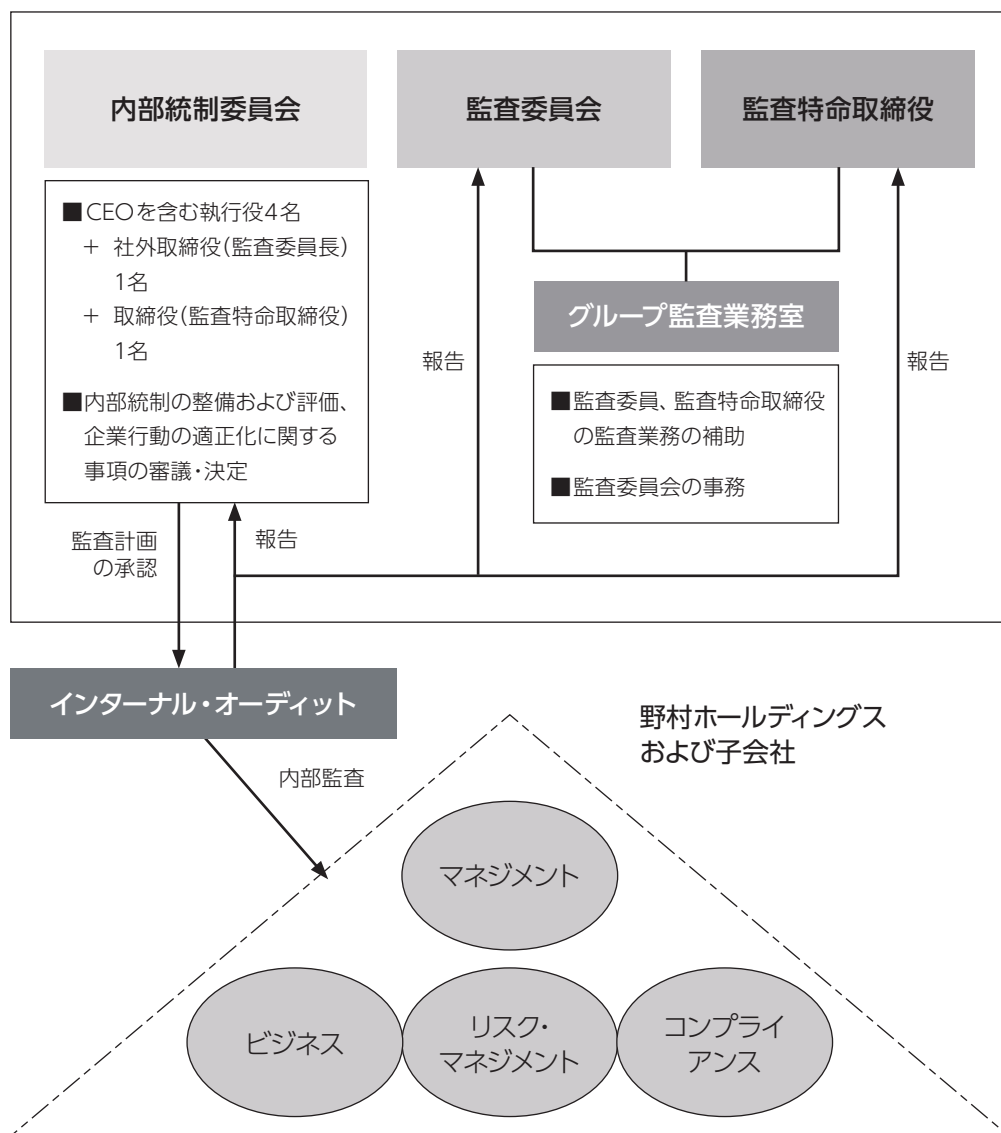 内部統制委員会
監査委員会
監査特命取締役
■CEOを含む執行役4名
+ 社外取締役(監査委員長)
1名
+ 取締役(監査特命取締役)
1名
■内部統制の整備および評価、
企業行動の適正化に関する
事項の審議・決定
グループ監査業務室
■監査委員、監査特命取締役
の監査業務の補助
■監査委員会の事務
報告
報告
監査計画
の承認
報告
インターナル・オーディット
内部監査
野村ホールディングス
および子会社
マネジメント
ビジネス
リスク・
マネジメント
コンプライ
アンス